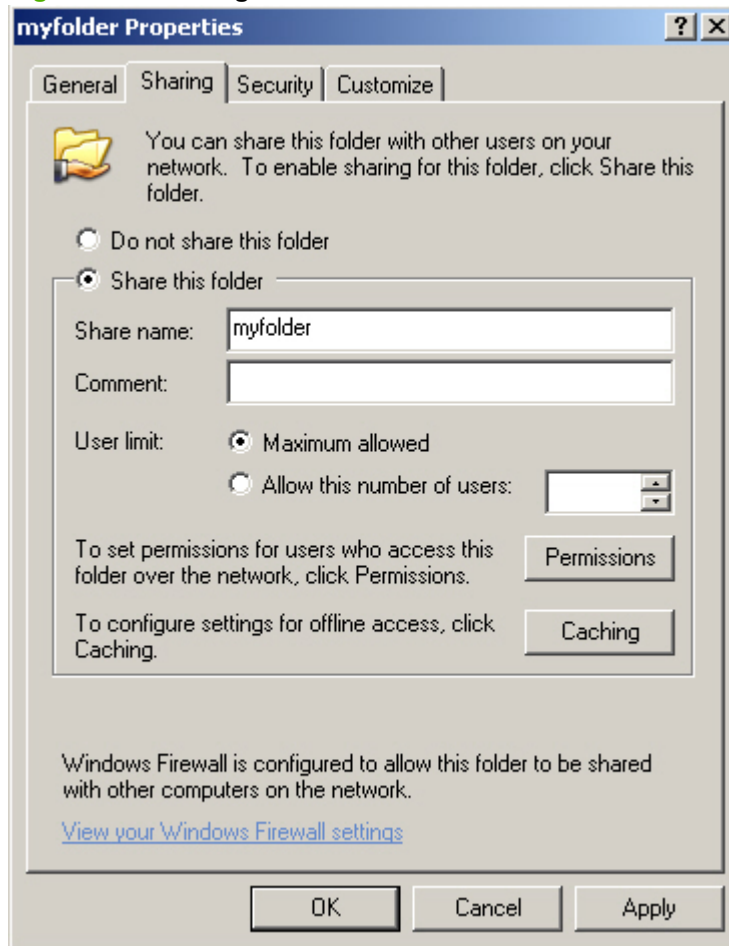 myfolder Properties
General Sharing Security Customize
You can share this folder with other users on your
network. To enable sharing for this folder, click Share this
folder.
Do not share this folder
Share this folder
Share name: myfolder
Comment:
User limit: Maximum allowed
Allow this number of users:
To set permissions for users who access this
folder over the network, click Permissions.
Permissions
To configure settings for offline access, click
Caching.
Caching
Windows Firewall is configured to allow this folder to be shared
with other computers on the network.
View your Windows Firewall settings
OK Cancel Apply